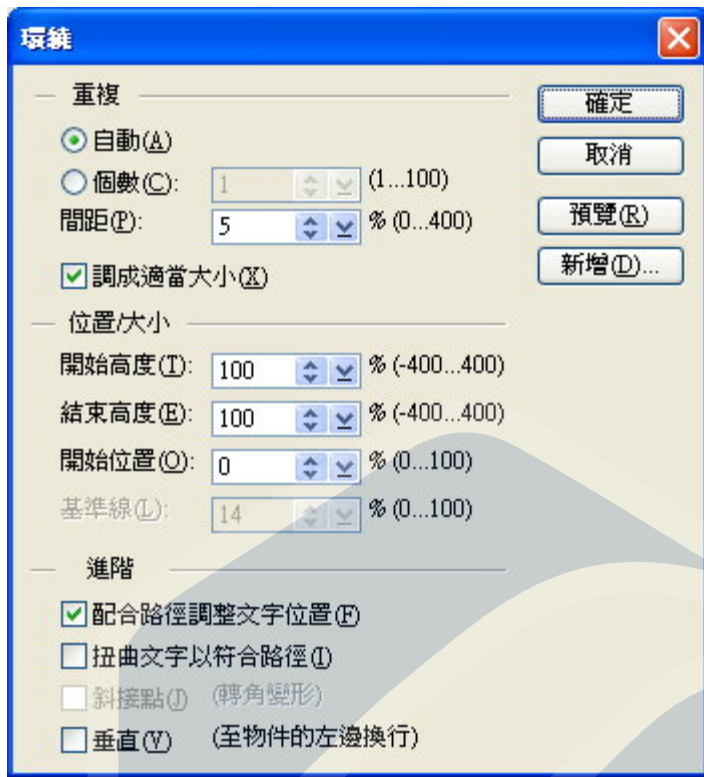 環繞
重複
確定
自動(A)
取消
個數(C): 1 (1...100)
間距(P): 5 % (0...400)
預覽(R)
調成適當大小(X)
新增(D)...
位置/大小
開始高度(T): 100 % (-400...400)
結束高度(E): 100 % (-400...400)
開始位置(O): 0 % (0...100)
基準線(L): 14 % (0...100)
進階
配合路徑調整文字位置(F)
扭曲文字以符合路徑(I)
斜接點(J) (轉角變形)
垂直(V) (至物件的左邊換行)